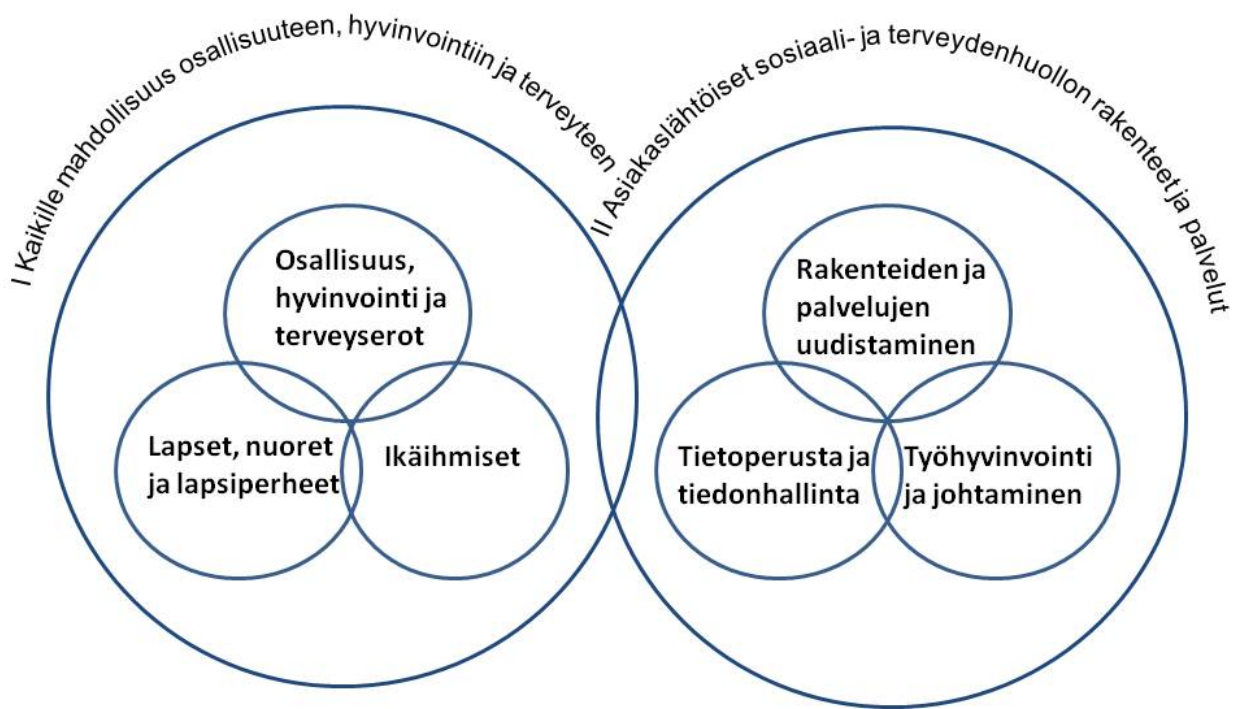 I Kaikille mahdollisuus osallisuuteen, hyvinvointiin ja terveyteen
Osallisuus,
hyvinvointi ja
terveyserot
Lapset, nuoret
ja lapsiperheet
Ikäihmiset
II Asiakaslähtöiset sosiaali- ja terveydenhuollon rakenteet ja palvelut
Rakenteiden ja
palvelujen
uudistaminen
Tietoperusta ja
tiedonhallinta
Työhyvinvointi
ja johtaminen